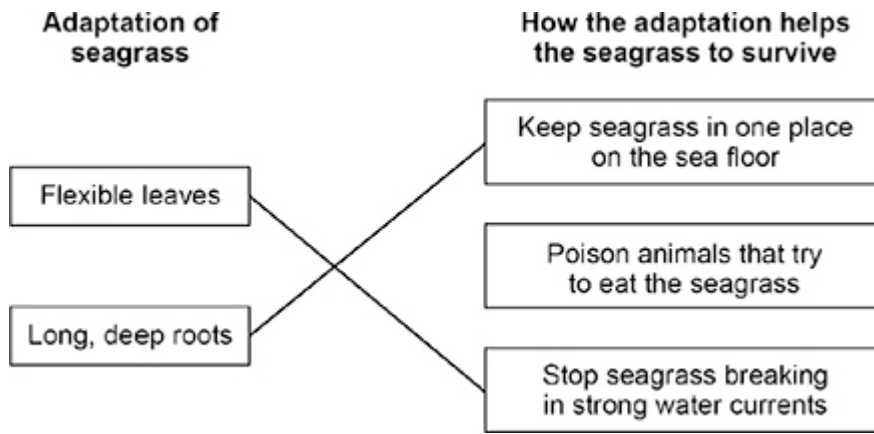 Adaptation of
seagrass
How the adaptation helps
the seagrass to survive
Flexible leaves
Long, deep roots
Keep seagrass in one place
on the sea floor
Poison animals that try
to eat the seagrass
Stop seagrass breaking
in strong water currents